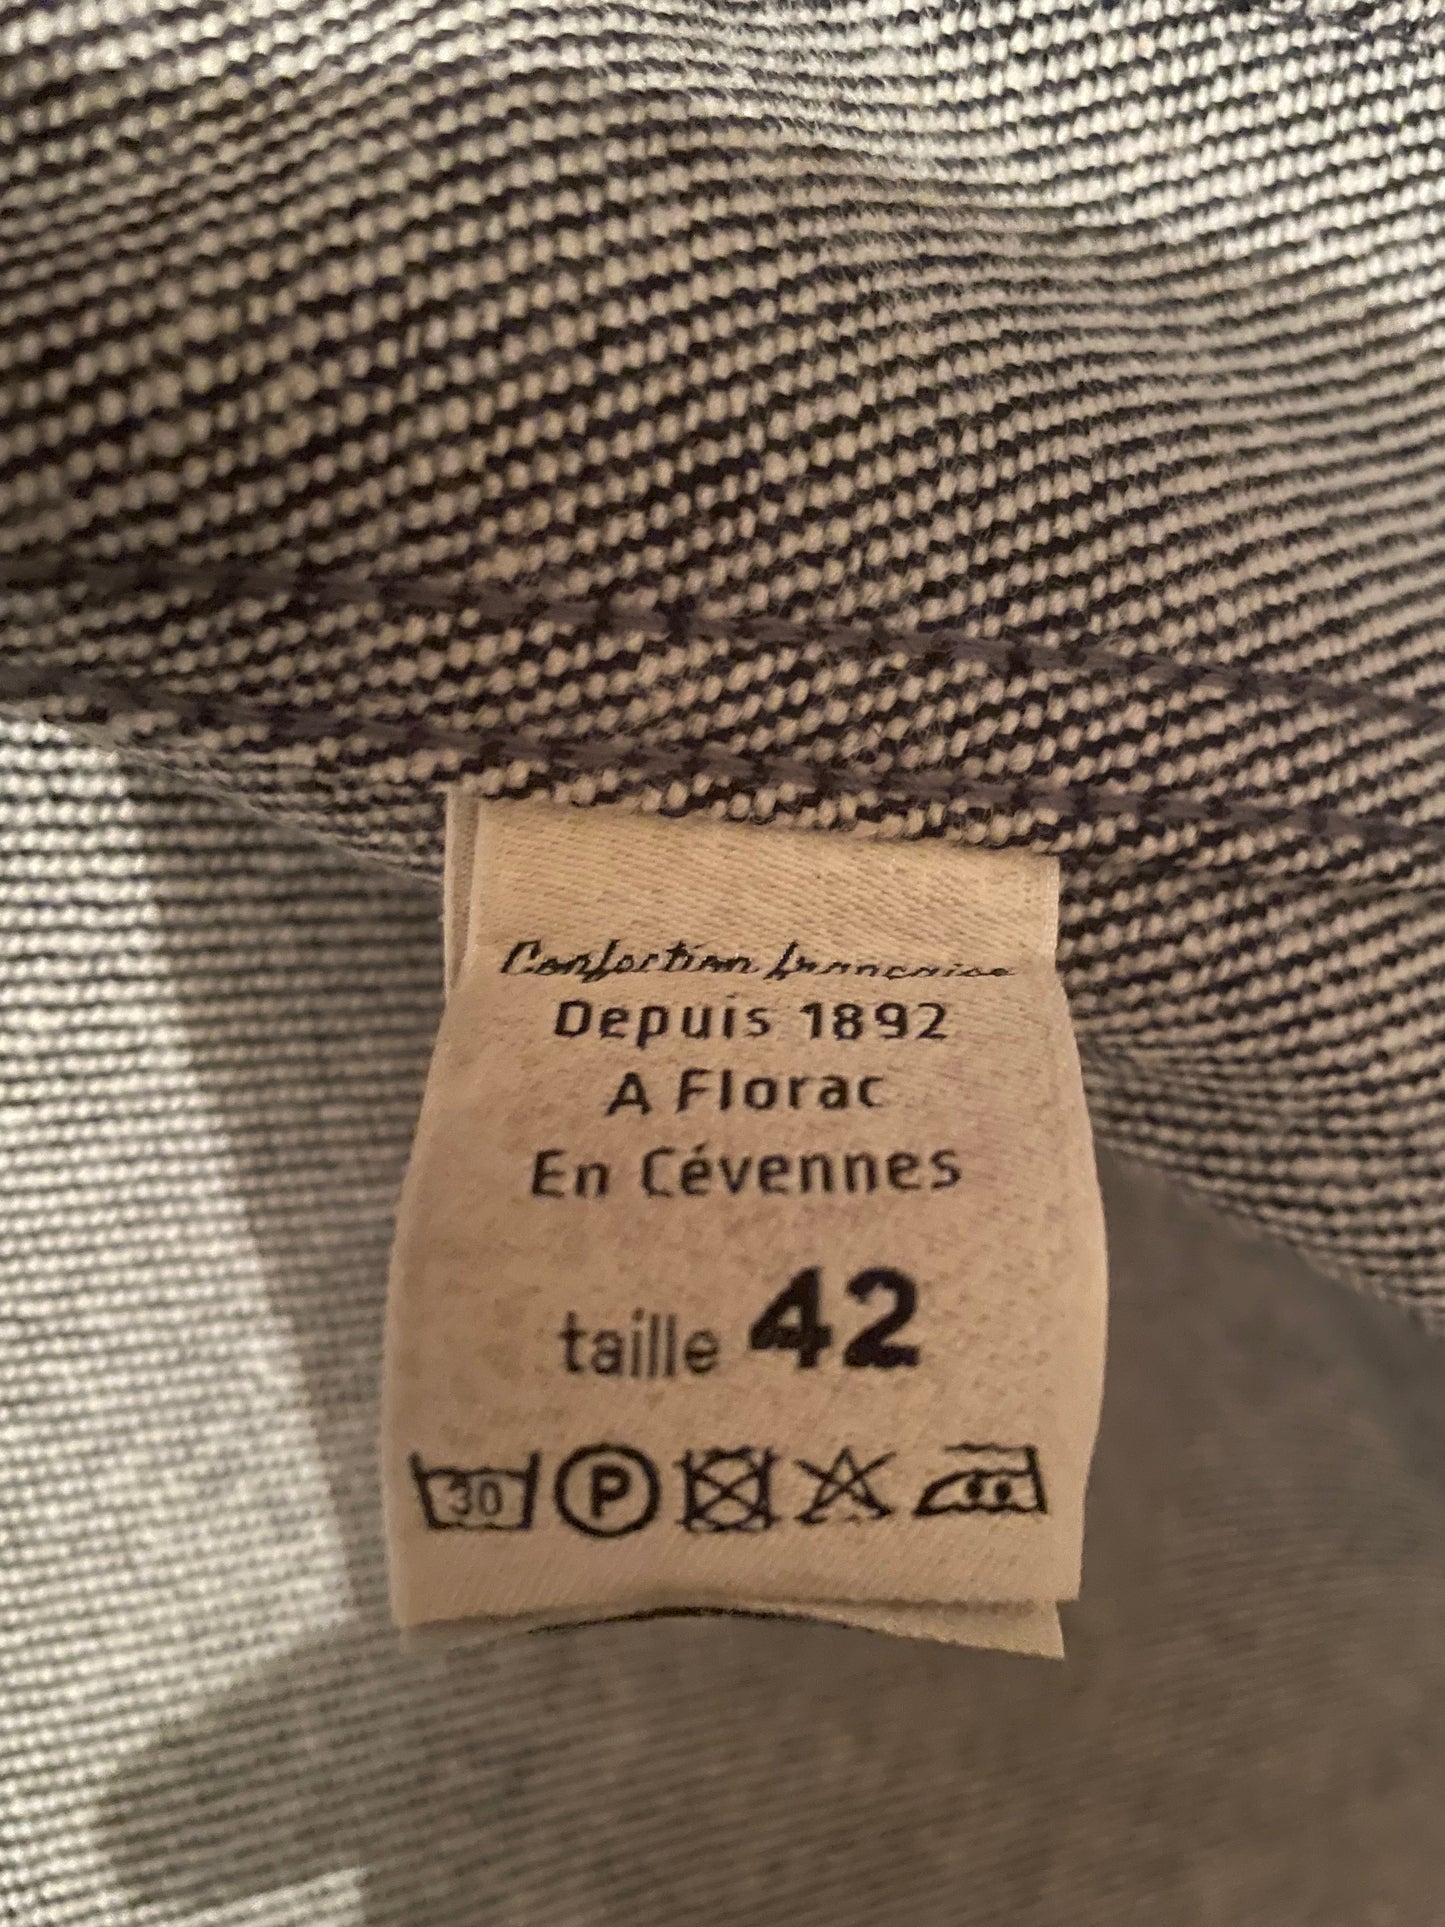 Confection française
Depuis 1892
A Florac
En Cévennes
taille 42
30 P